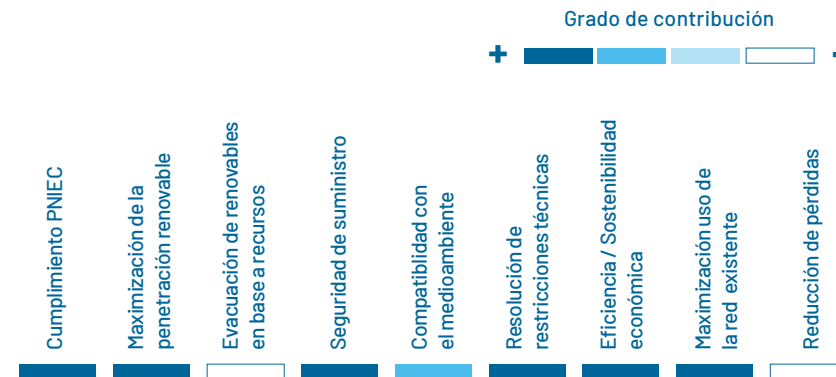 Grado de contribución
+
Cumplimiento PNIEC
Maximización de la
penetración renovable
Evacuación de renovables
en base a recursos
Seguridad de suministro
Compatiblidad con
el medioambiente
Resolución de
restricciones técnicas
Eficiencia / Sostenibilidad
económica
Maximización uso de
la red existente
Reducción de pérdidas